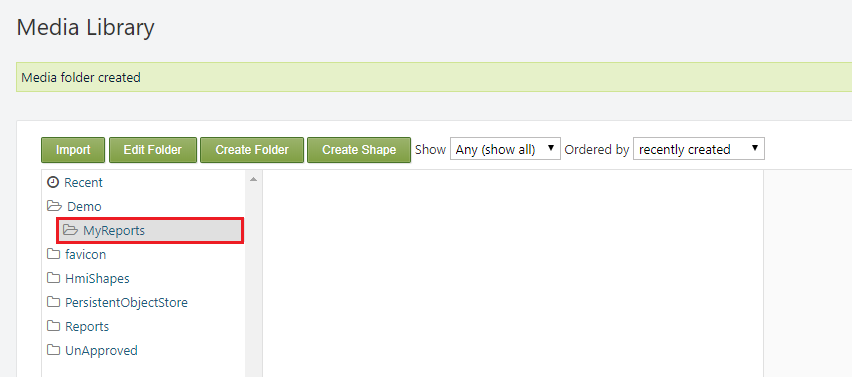 Media Library
Media folder created
Import Edit Folder Create Folder Create Shape Show Any (show all) Ordered by recently created
Recent
Demo
MyReports
favicon
HmiShapes
PersistentObjectStore
Reports
UnApproved